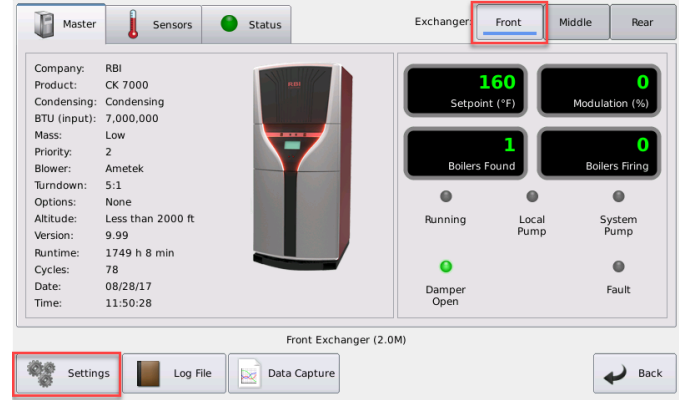 Master
Sensors
Status
Exchanger:
Front
Middle
Rear
Company: RBI
Product: CK 7000
Condensing: Condensing
BTU (input): 7,000,000
Mass: Low
Priority: 2
Blower: Ametek
Turndown: 5:1
Options: None
Altitude: Less than 2000 ft
Version: 9.99
Runtime: 1749 h 8 min
Cycles: 78
Date: 08/28/17
Time: 11:50:28
RBI
160
Setpoint (°F)
0
Modulation (%)
1
Boilers Found
0
Boilers Firing
Running
Local
Pump
System
Pump
Damper
Open
Fault
Front Exchanger (2.0M)
Settings
Log File
Data Capture
Back